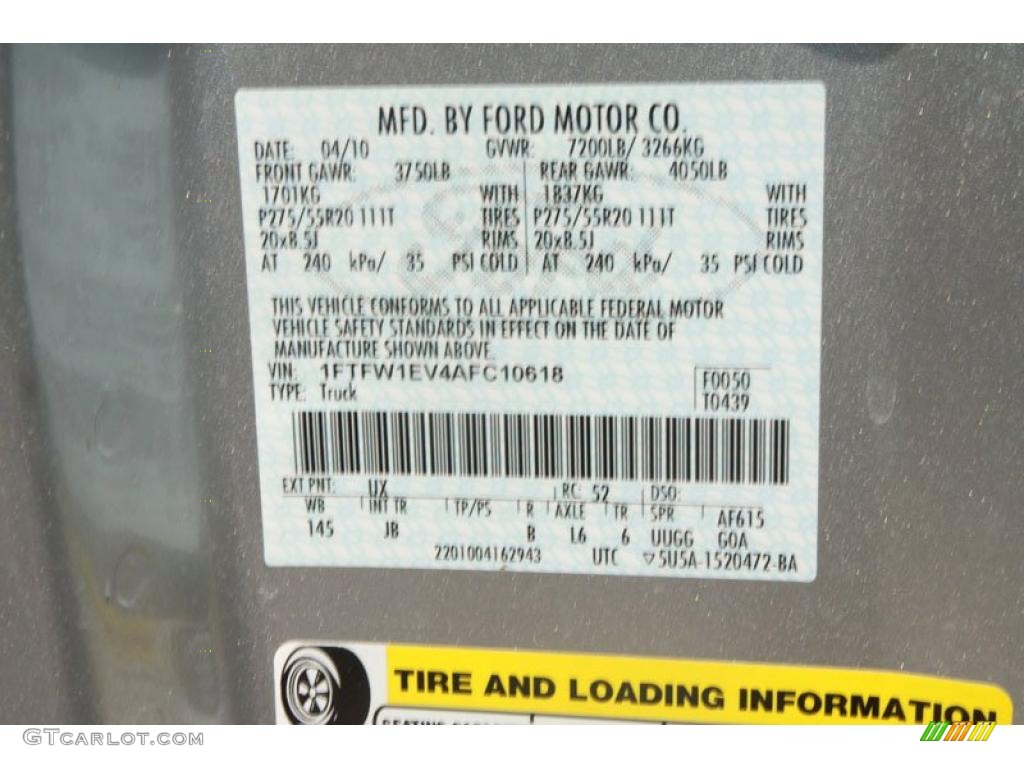 MFD. BY FORD MOTOR CO.
DATE: 04/10 GVWR: 7200LB/ 3266KG
FRONT GAWR: 3750LB REAR GAWR: 4050LB
1701KG WITH 1837KG WITH
P275/55R20 111T TIRES P275/55R20 111T TIRES
20x8.5J RIMS 20x8.5J RIMS
AT 240 kPa/ 35 PSI COLD AT 240 kPa/ 35 PSI COLD
THIS VEHICLE CONFORMS TO ALL APPLICABLE FEDERAL MOTOR
VEHICLE SAFETY STANDARDS IN EFFECT ON THE DATE OF
MANUFACTURE SHOWN ABOVE.
VIN: 1FTFW1EV4AFC10618 F0050
TYPE: Truck T0439
EXT PNT: UX RC: 52 DSO:
WB INT TR TP/PS R AXLE TR SPR AF615
145 JB B L6 6 UUGG GOA
2201004162943 UTC ▽5U5A-1520472-BA
TIRE AND LOADING INFORMATION
GTCarLot.com